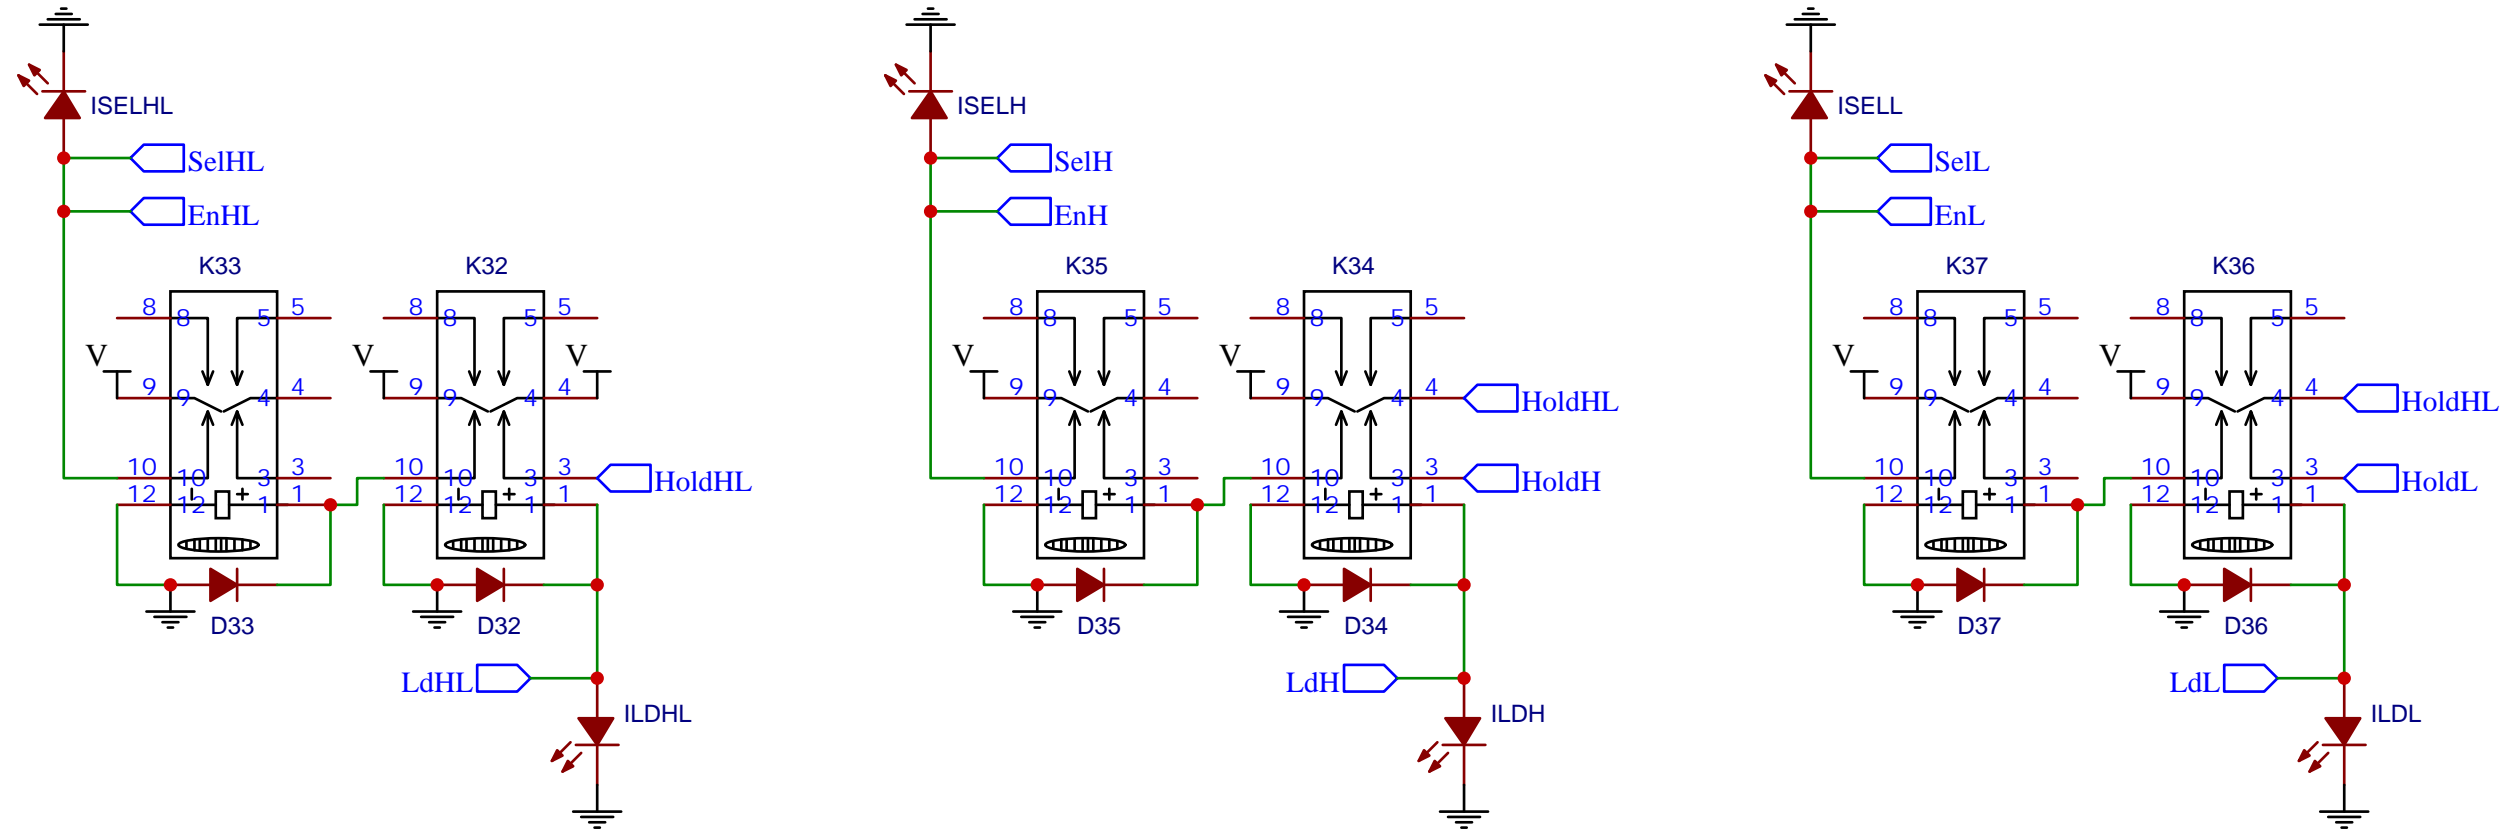 ISELHL ISELH ISELL
SelHL SelH SelL
EnHL EnH EnL
K33 K32 K35 K34 K37 K36
8 8 5 5 8 8 5 5 8 8 5 5 8 8 5 5 8 8 5 5 8 8 5 5
V V V V V V V
9 9 4 4 9 9 4 4 9 9 4 4 9 9 4 4 HoldHL 9 9 4 4 9 9 4 4 HoldHL
10 10 3 3 10 10 3 3 HoldHL 10 10 3 3 10 10 3 3 HoldH 10 10 3 3 10 10 3 3 HoldL
12 12 - + 1 1 12 12 - + 1 1 12 12 - + 1 1 12 12 - + 1 1 12 12 - + 1 1 12 12 - + 1 1
D33 D32 D35 D34 D37 D36
LdHL LdH LdL
ILDHL ILDH ILDL